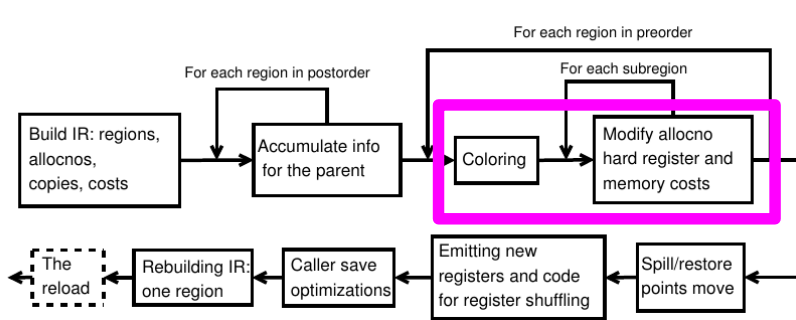 For each region in preorder
For each region in postorder
For each subregion
Build IR: regions,
allocnos,
copies, costs
Accumulate info
for the parent
Coloring
Modify allocno
hard register and
memory costs
The
reload
Rebuilding IR:
one region
Caller save
optimizations
Emitting new
registers and code
for register shuffling
Spill/restore
points move